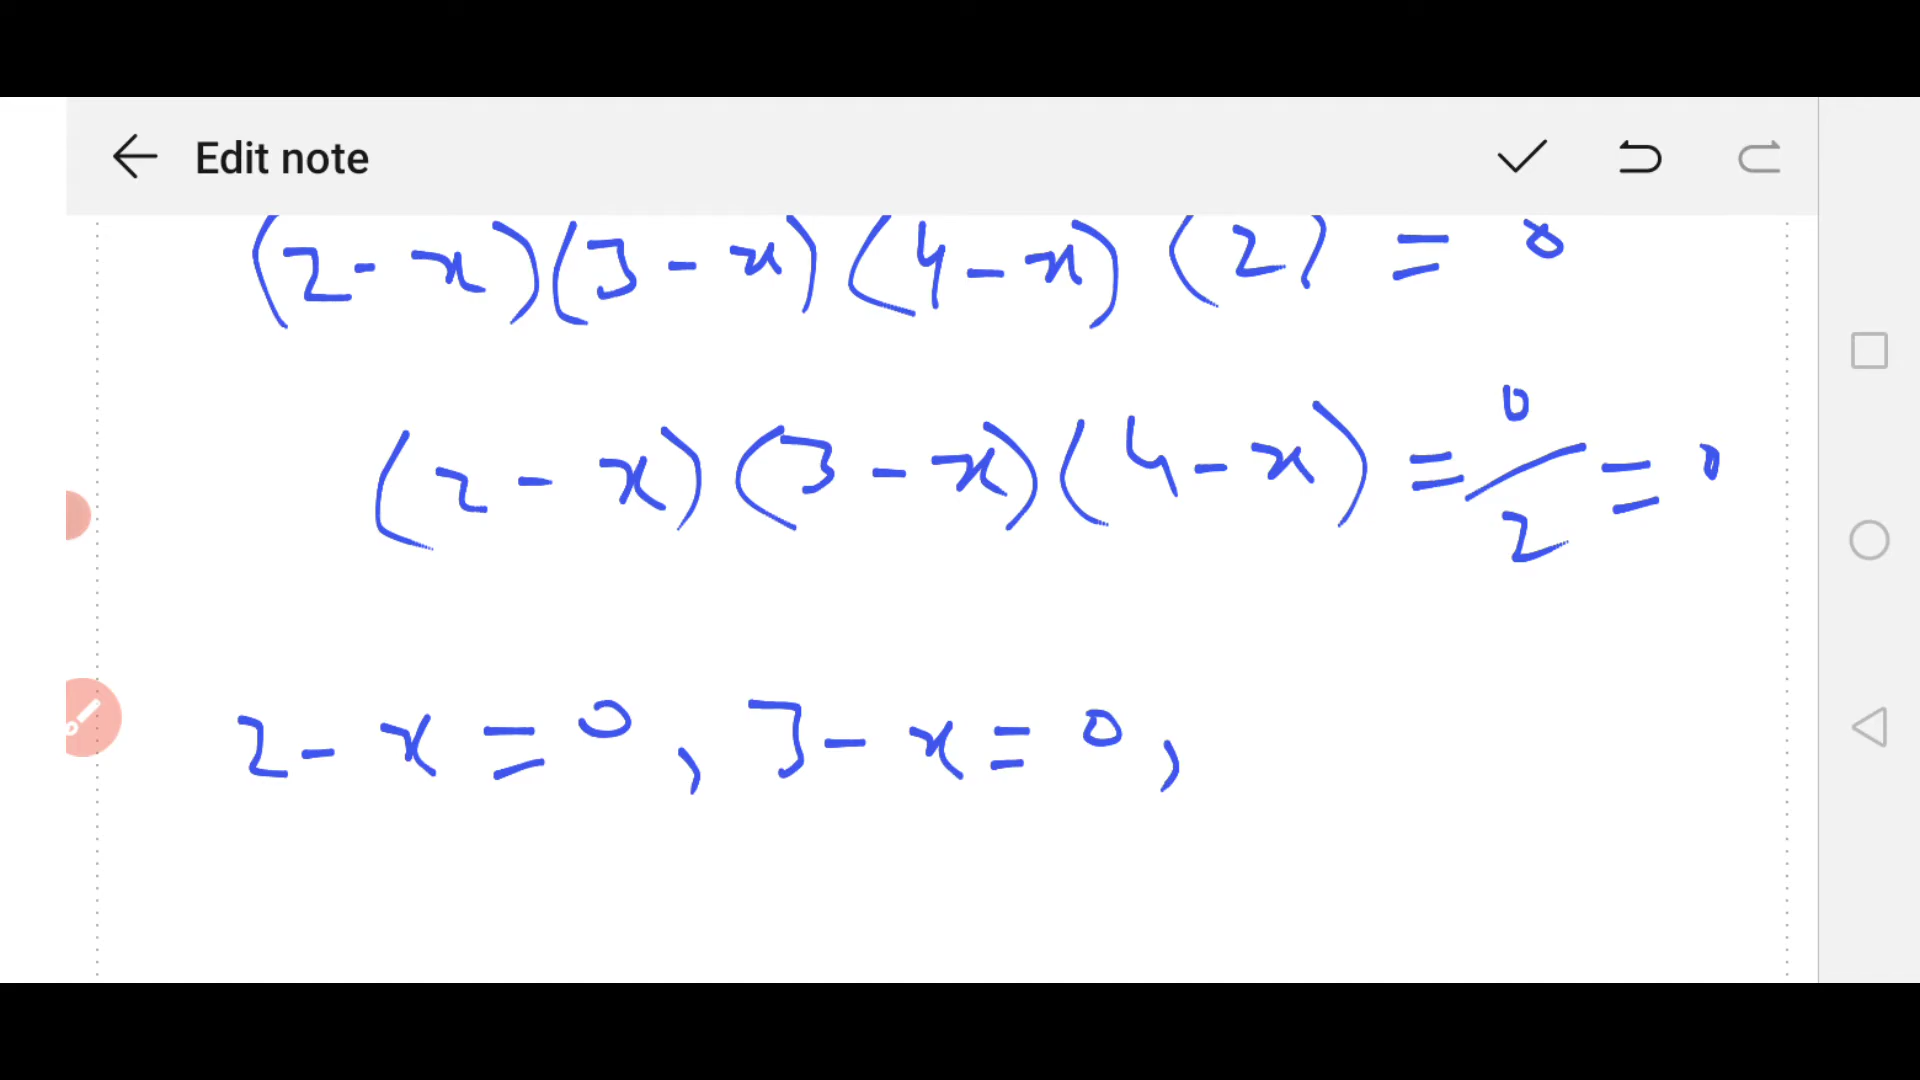 Edit note
(2-x)(3-x)(4-x)(2)=0
(2-x)(3-x)(4-x)=0/2=0
2-x=0, 3-x=0,